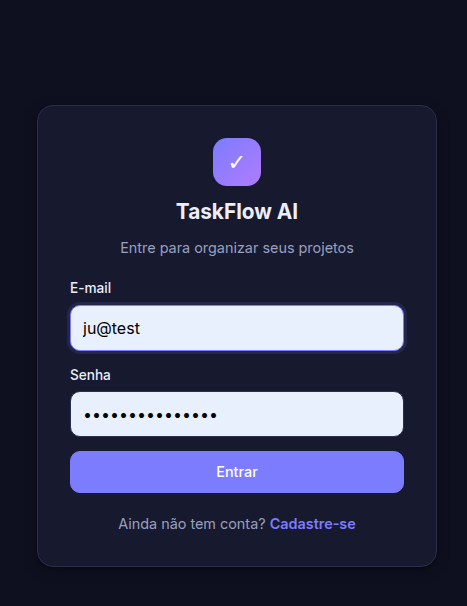 ✓
TaskFlow AI
Entre para organizar seus projetos
E-mail
ju@test
Senha
•••••••••••••••
Entrar
Ainda não tem conta? Cadastre-se